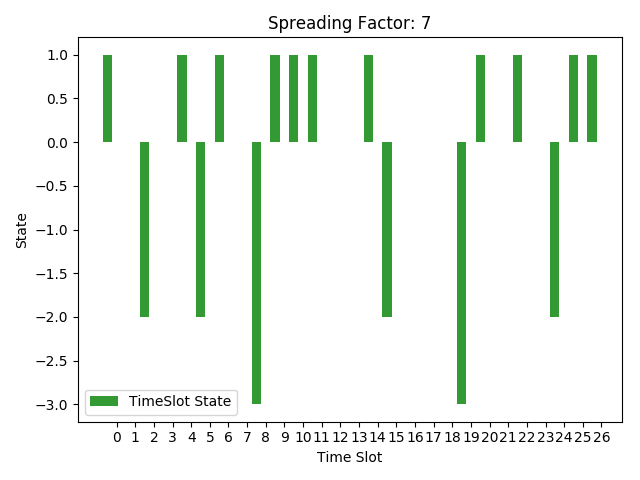 Spreading Factor: 7
1.0
0.5
0.0
−0.5
−1.0
−1.5
−2.0
−2.5
−3.0
State
TimeSlot State
0 1 2 3 4 5 6 7 8 9 10 11 12 13 14 15 16 17 18 19 20 21 22 23 24 25 26
Time Slot